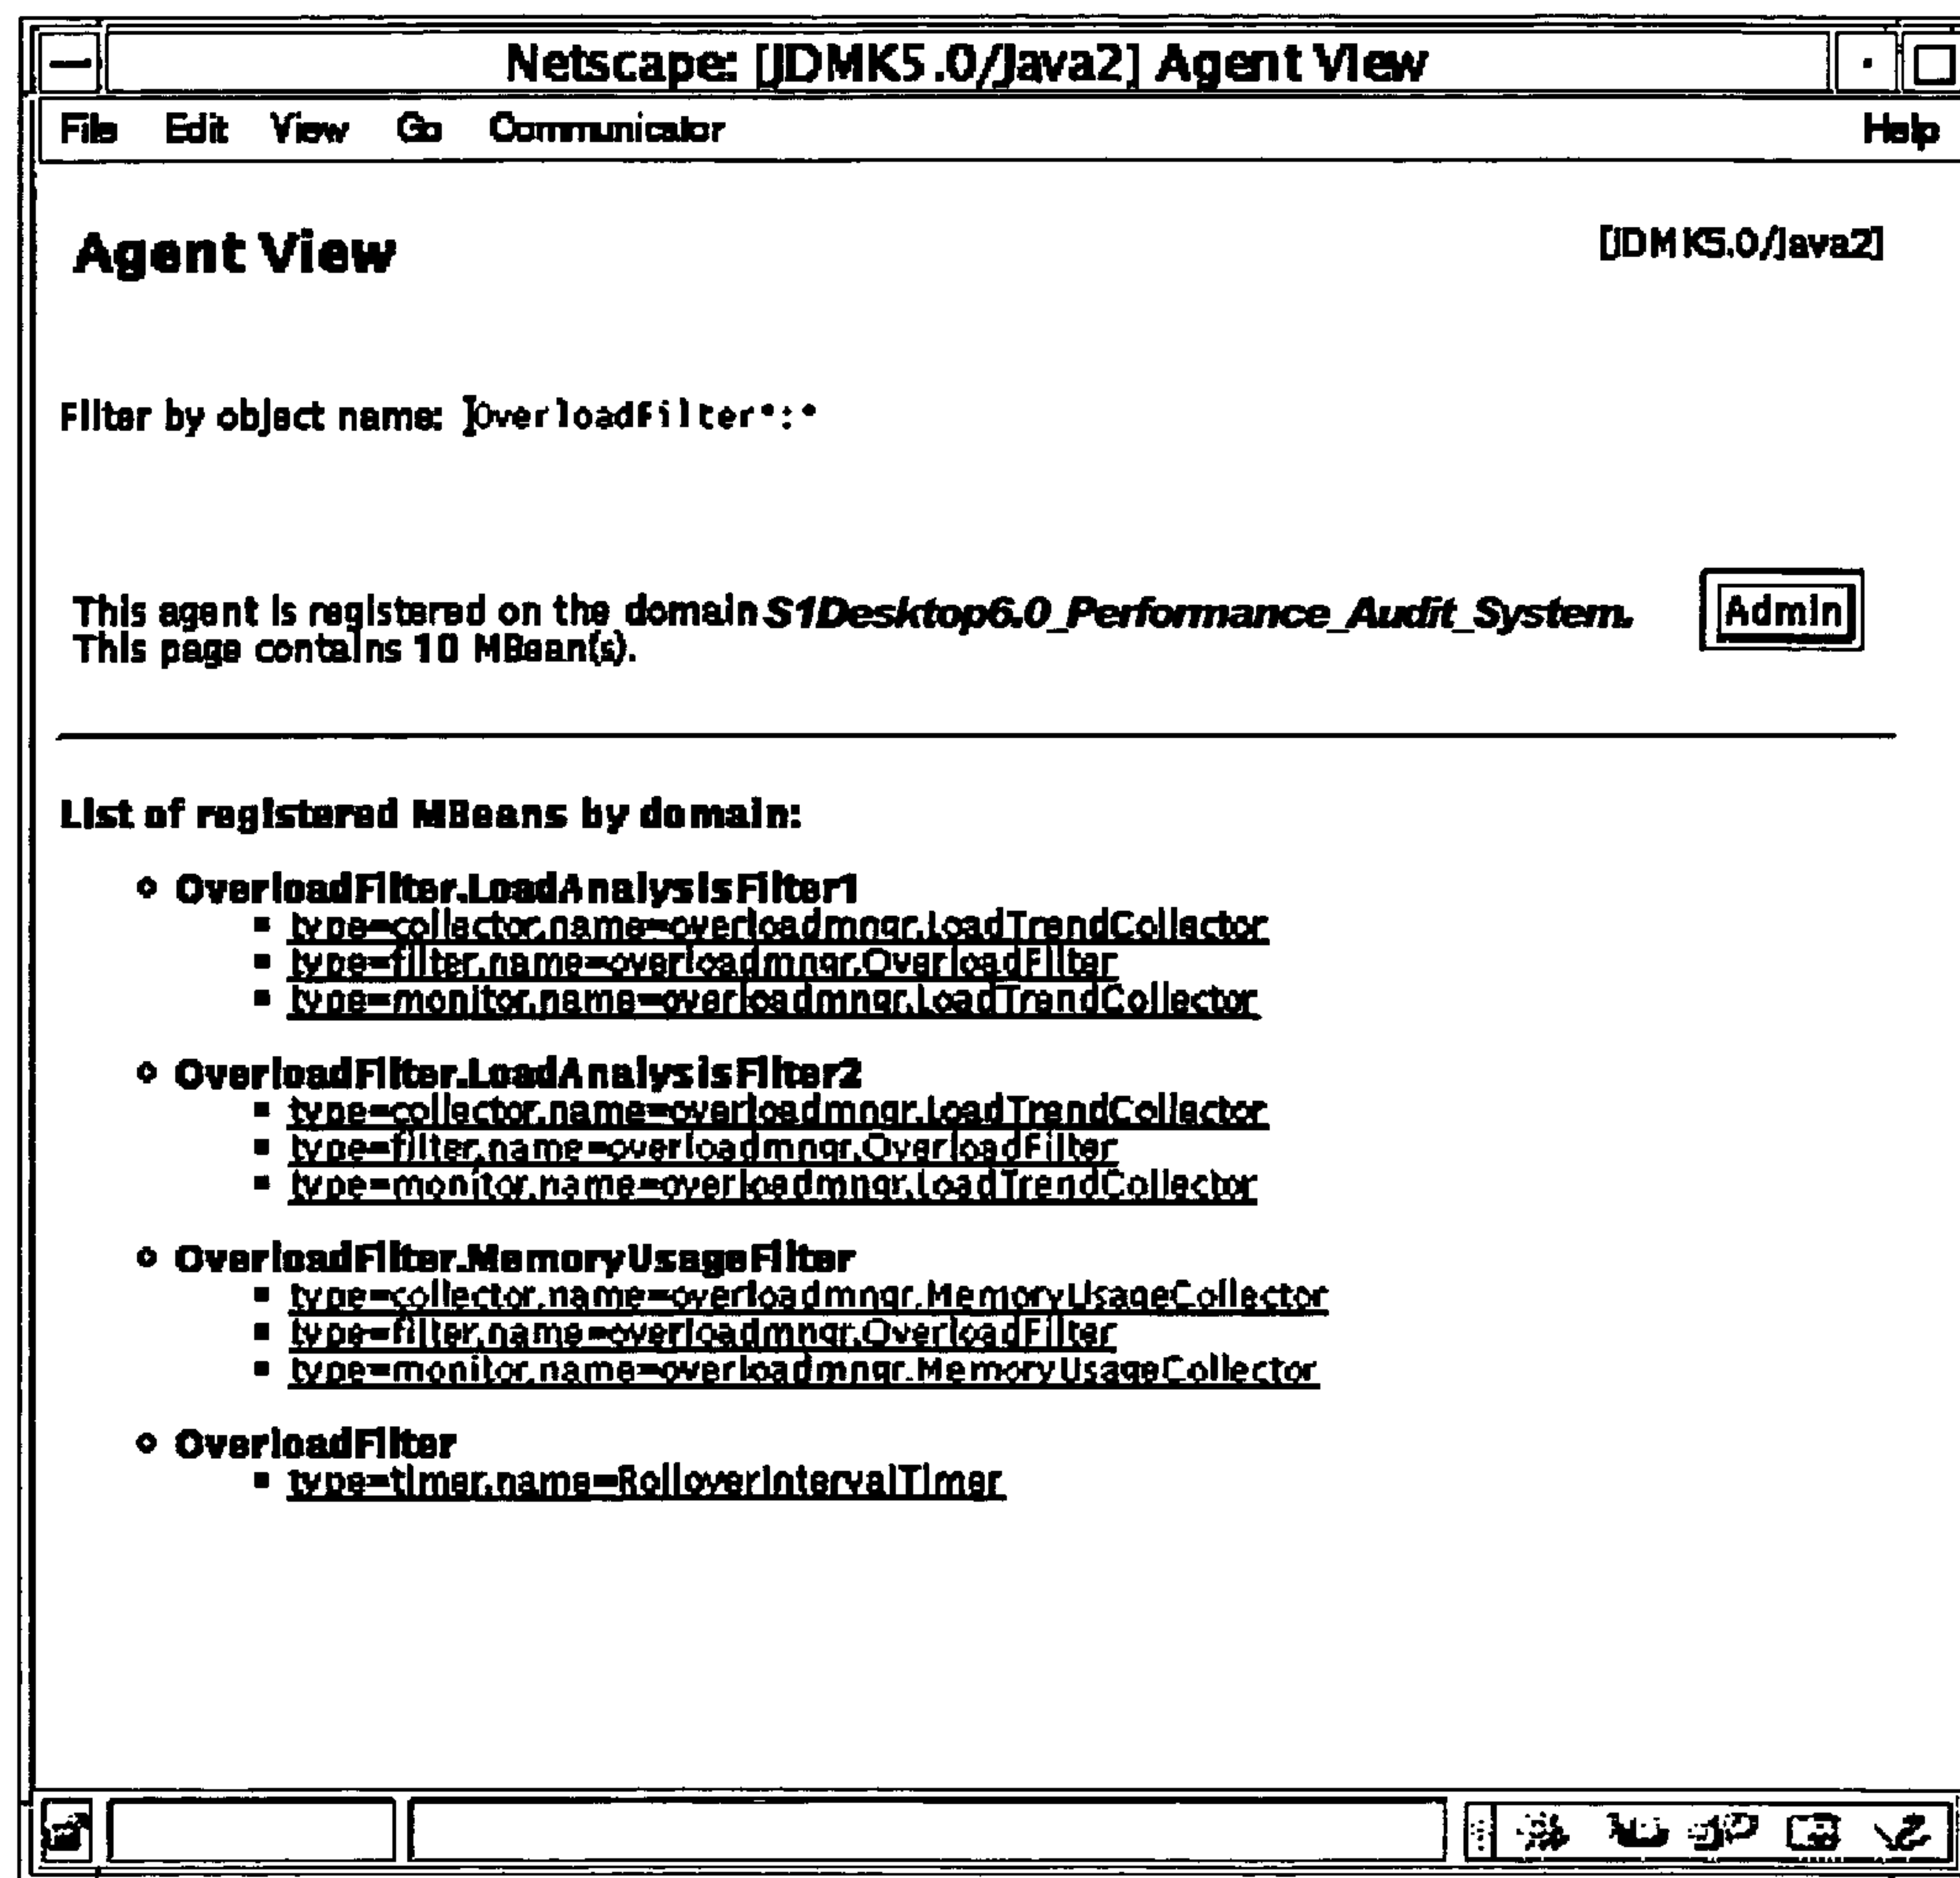 Netscape: [JDMK5.0/Java2] Agent View
File Edit View Go Communicator Help
Agent View [JDMK5.0/Java2]
Filter by object name: OverloadFilter*:*
This agent is registered on the domain S1Desktop6.0_Performance_Audit_System. Admin
This page contains 10 MBean(s).
List of registered MBeans by domain:
OverloadFilter.LoadAnalysisFilter1
type=collector,name=overloadmngr.LoadTrendCollector
type=filter,name=overloadmngr.OverloadFilter
type=monitor,name=overloadmngr.LoadTrendCollector
OverloadFilter.LoadAnalysisFilter2
type=collector,name=overloadmngr.LoadTrendCollector
type=filter,name=overloadmngr.OverloadFilter
type=monitor,name=overloadmngr.LoadTrendCollector
OverloadFilter.MemoryUsageFilter
type=collector,name=overloadmngr.MemoryUsageCollector
type=filter,name=overloadmngr.OverloadFilter
type=monitor,name=overloadmngr.MemoryUsageCollector
OverloadFilter
type=timer,name=RolloverIntervalTimer